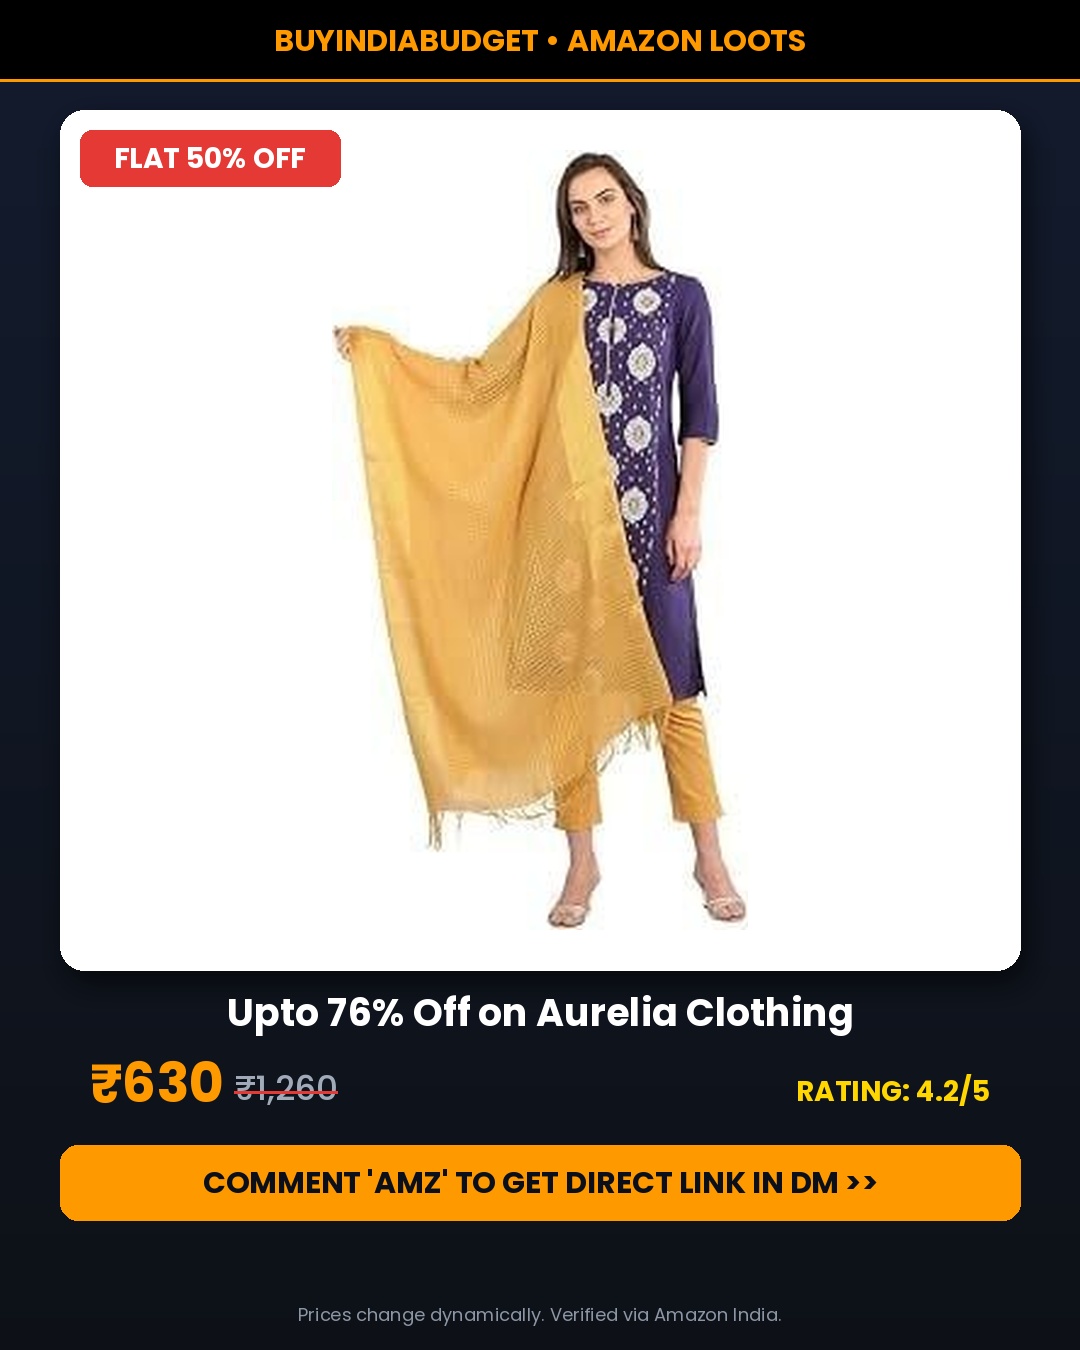 BUYINDIABUDGET • AMAZON LOOTS
FLAT 50% OFF
Upto 76% Off on Aurelia Clothing
₹630 ₹1,260
RATING: 4.2/5
COMMENT 'AMZ' TO GET DIRECT LINK IN DM >>
Prices change dynamically. Verified via Amazon India.